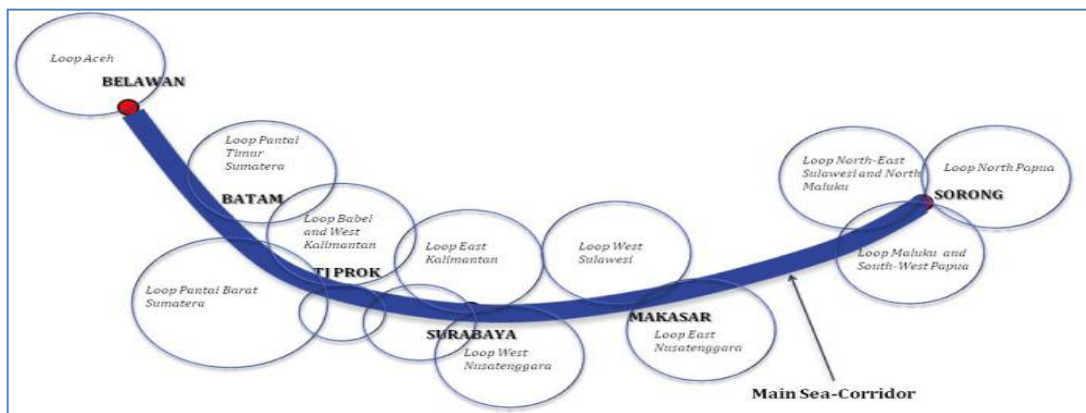 Loop Aceh
BELAWAN
Loop Pantai
Timur
Sumatera
BATAM
Loop Babel
and West
Kalimantan
Loop East
Kalimantan
Loop West
Sulawesi
Loop North-East
Sulawesi and North
Maluku
Loop North Papua
SORONG
Loop Maluku and
South-West Papua
TJ PROK
Loop Pantai Barat
Sumatera
SURABAYA
Loop West
Nusatenggara
MAKASAR
Loop East
Nusatenggara
Main Sea-Corridor